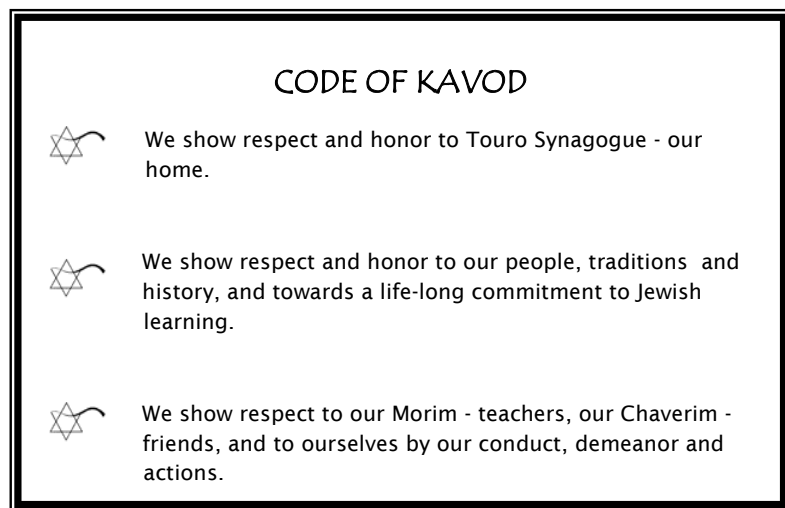 CODE OF KAVOD
We show respect and honor to Touro Synagogue - our
home.
We show respect and honor to our people, traditions and
history, and towards a life-long commitment to Jewish
learning.
We show respect to our Morim - teachers, our Chaverim -
friends, and to ourselves by our conduct, demeanor and
actions.